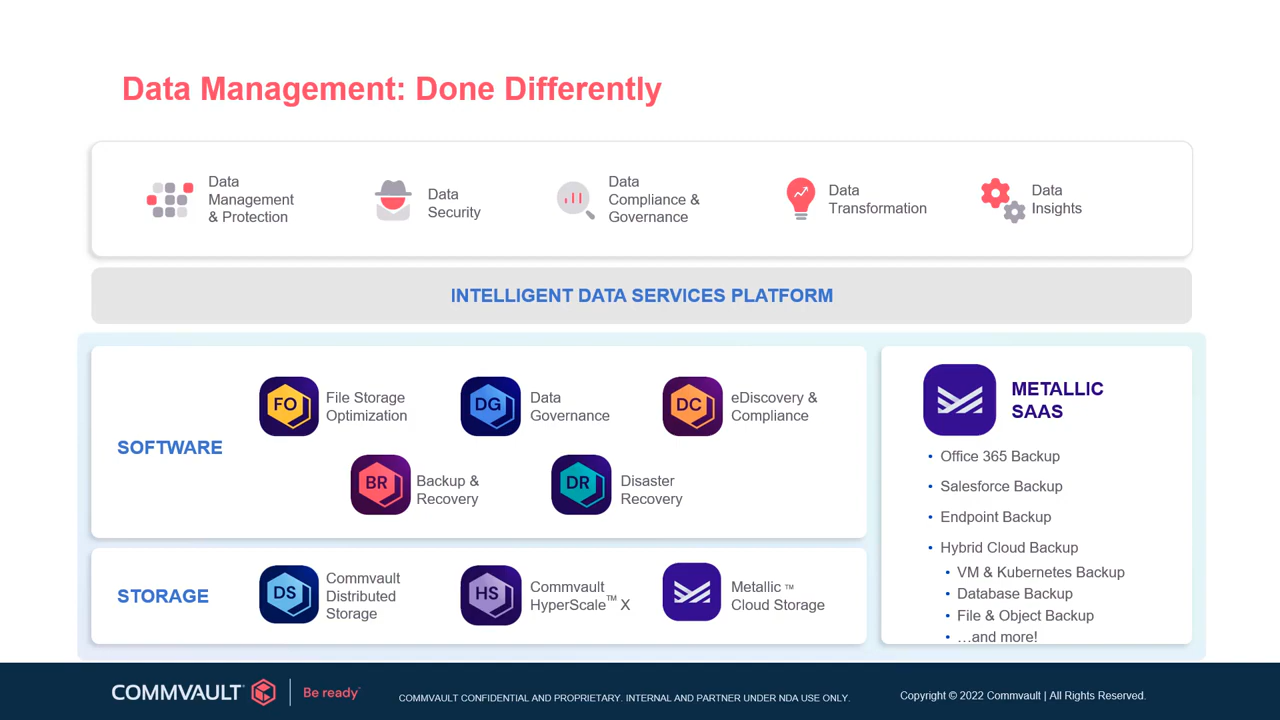 Data Management: Done Differently
Data
Management
& Protection
Data
Security
Data
Compliance &
Governance
Data
Transformation
Data
Insights
INTELLIGENT DATA SERVICES PLATFORM
SOFTWARE
FO
File Storage
Optimization
DG
Data
Governance
DC
eDiscovery &
Compliance
BR
Backup &
Recovery
DR
Disaster
Recovery
STORAGE
DS
Commvault
Distributed
Storage
HS
Commvault
HyperScale™ X
Metallic ™
Cloud Storage
METALLIC
SAAS
• Office 365 Backup
• Salesforce Backup
• Endpoint Backup
• Hybrid Cloud Backup
• VM & Kubernetes Backup
• Database Backup
• File & Object Backup
• …and more!
COMMVAULT
Be ready
COMMVAULT CONFIDENTIAL AND PROPRIETARY. INTERNAL AND PARTNER UNDER NDA USE ONLY.
Copyright © 2022 Commvault | All Rights Reserved.